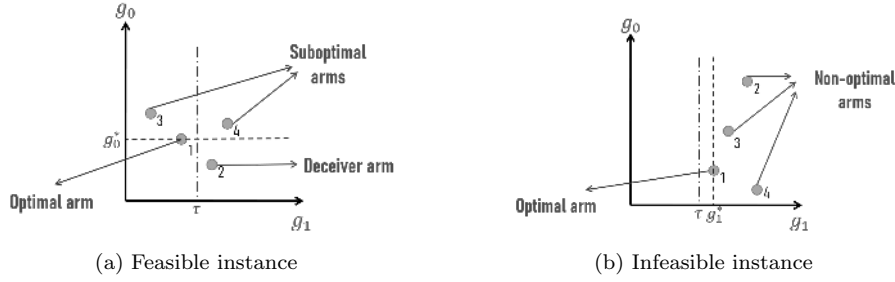 g₀
Suboptimal
arms
3
4
g₀*
1
2
Deceiver arm
Optimal arm
τ
g₁
(a) Feasible instance
g₀
2
Non-optimal
arms
3
1
Optimal arm
4
τ
g₁*
g₁
(b) Infeasible instance